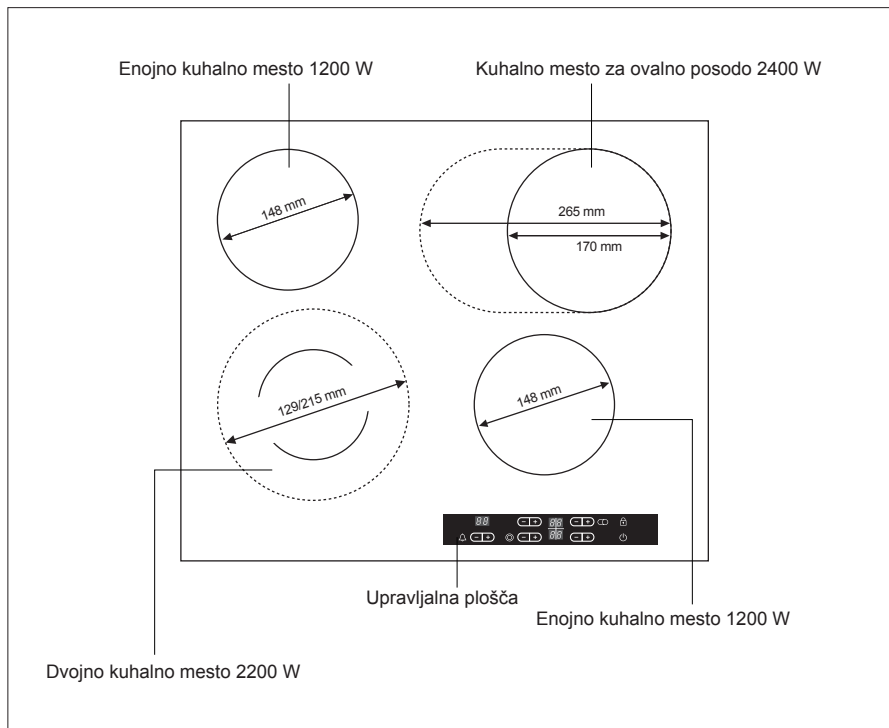 Enojno kuhalno mesto 1200 W
Kuhalno mesto za ovalno posodo 2400 W
148 mm
265 mm
170 mm
129/215 mm
148 mm
Upravljalna plošča
Enojno kuhalno mesto 1200 W
Dvojno kuhalno mesto 2200 W